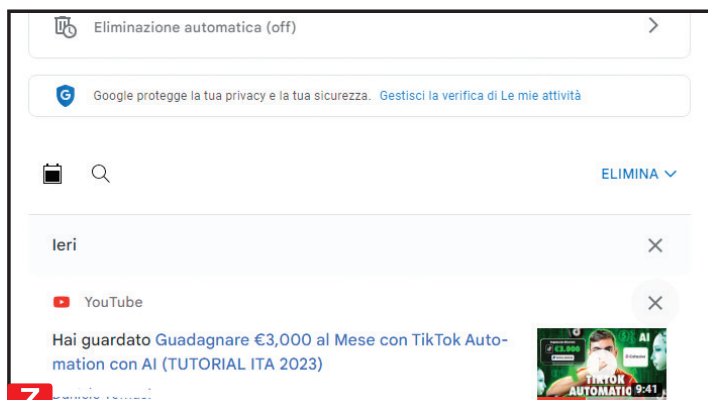 Eliminazione automatica (off)
Google protegge la tua privacy e la tua sicurezza. Gestisci la verifica di Le mie attività
ELIMINA
Ieri
YouTube
Hai guardato Guadagnare €3,000 al Mese con TikTok Auto-
mation con AI (TUTORIAL ITA 2023)
AI
€3.000
TIKTOK
AUTOMATIO
9:41
7